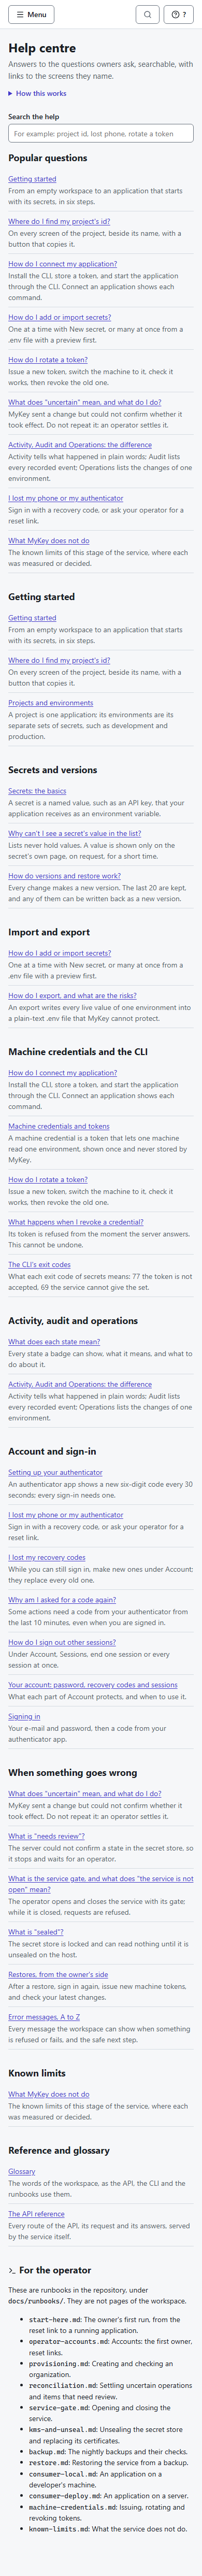 Menu
?
Help centre
Answers to the questions owners ask, searchable, with
links to the screens they name.
How this works
Search the help
For example: project id, lost phone, rotate a token
Popular questions
Getting started
From an empty workspace to an application that starts
with its secrets, in six steps.
Where do I find my project's id?
On every screen of the project, beside its name, with a
button that copies it.
How do I connect my application?
Install the CLI, store a token, and start the application
through the CLI. Connect an application shows each
command.
How do I add or import secrets?
One at a time with New secret, or many at once from a
.env file with a preview first.
How do I rotate a token?
Issue a new token, switch the machine to it, check it
works, then revoke the old one.
What does "uncertain" mean, and what do I do?
MyKey sent a change but could not confirm whether it
took effect. Do not repeat it: an operator settles it.
Activity, Audit and Operations: the difference
Activity tells what happened in plain words; Audit lists
every recorded event; Operations lists the changes of one
environment.
I lost my phone or my authenticator
Sign in with a recovery code, or ask your operator for a
reset link.
What MyKey does not do
The known limits of this stage of the service, where each
was measured or decided.
Getting started
Getting started
From an empty workspace to an application that starts
with its secrets, in six steps.
Where do I find my project's id?
On every screen of the project, beside its name, with a
button that copies it.
Projects and environments
A project is one application; its environments are its
separate sets of secrets, such as development and
production.
Secrets and versions
Secrets: the basics
A secret is a named value, such as an API key, that your
application receives as an environment variable.
Why can't I see a secret's value in the list?
Lists never hold values. A value is shown only on the
secret's own page, on request, for a short time.
How do versions and restore work?
Every change makes a new version. The last 20 are kept,
and any of them can be written back as a new version.
Import and export
How do I add or import secrets?
One at a time with New secret, or many at once from a
.env file with a preview first.
How do I export, and what are the risks?
An export writes every live value of one environment into
a plain-text .env file that MyKey cannot protect.
Machine credentials and the CLI
How do I connect my application?
Install the CLI, store a token, and start the application
through the CLI. Connect an application shows each
command.
Machine credentials and tokens
A machine credential is a token that lets one machine
read one environment, shown once and never stored by
MyKey.
How do I rotate a token?
Issue a new token, switch the machine to it, check it
works, then revoke the old one.
What happens when I revoke a credential?
Its token is refused from the moment the server answers.
This cannot be undone.
The CLI's exit codes
What each exit code of secrets means: 77 the token is not
accepted, 69 the service cannot give the set.
Activity, audit and operations
What does each state mean?
Every state a badge can show, what it means, and what to
do about it.
Activity, Audit and Operations: the difference
Activity tells what happened in plain words; Audit lists
every recorded event; Operations lists the changes of one
environment.
Account and sign-in
Setting up your authenticator
An authenticator app shows a new six-digit code every 30
seconds; every sign-in needs one.
I lost my phone or my authenticator
Sign in with a recovery code, or ask your operator for a
reset link.
I lost my recovery codes
While you can still sign in, make new ones under Account;
they replace every old one.
Why am I asked for a code again?
Some actions need a code from your authenticator from
the last 10 minutes, even when you are signed in.
How do I sign out other sessions?
Under Account, Sessions, end one session or every
session at once.
Your account: password, recovery codes and sessions
What each part of Account protects, and when to use it.
Signing in
Your e-mail and password, then a code from your
authenticator app.
When something goes wrong
What does "uncertain" mean, and what do I do?
MyKey sent a change but could not confirm whether it
took effect. Do not repeat it: an operator settles it.
What is "needs review"?
The server could not confirm a state in the secret store, so
it stops and waits for an operator.
What is the service gate, and what does "the service is not
open" mean?
The operator opens and closes the service with its gate;
while it is closed, requests are refused.
What is "sealed"?
The secret store is locked and can read nothing until it is
unsealed on the host.
Restores, from the owner's side
After a restore, sign in again, issue new machine tokens,
and check your latest changes.
Error messages, A to Z
Every message the workspace can show when something
is refused or fails, and the safe next step.
Known limits
What MyKey does not do
The known limits of this stage of the service, where each
was measured or decided.
Reference and glossary
Glossary
The words of the workspace, as the API, the CLI and the
runbooks use them.
The API reference
Every route of the API, its request and its answers, served
by the service itself.
For the operator
These are runbooks in the repository, under
docs/runbooks/. They are not pages of the workspace.
start-here.md: The owner's first run, from the
reset link to a running application.
operator-accounts.md: Accounts: the first owner,
reset links.
provisioning.md: Creating and checking an
organization.
reconciliation.md: Settling uncertain operations
and items that need review.
service-gate.md: Opening and closing the
service.
kms-and-unseal.md: Unsealing the secret store
and replacing its certificates.
backup.md: The nightly backups and their checks.
restore.md: Restoring the service from a backup.
consumer-local.md: An application on a
developer's machine.
consumer-deploy.md: An application on a server.
machine-credentials.md: Issuing, rotating and
revoking tokens.
known-limits.md: What the service does not do.